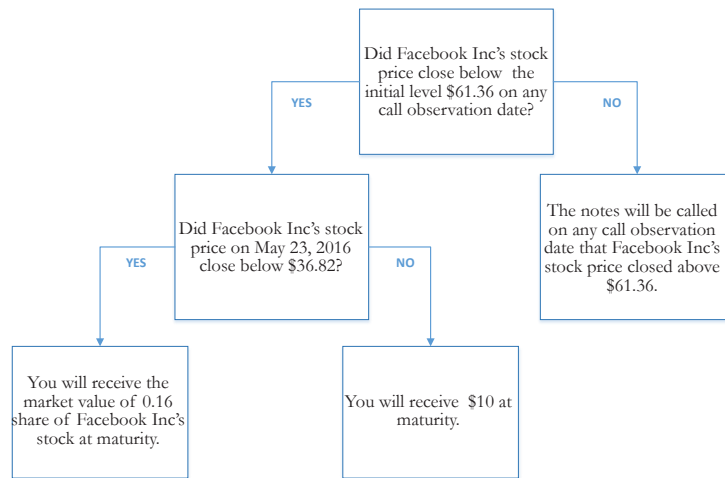 Did Facebook Inc's stock
price close below the
initial level $61.36 on any
call observation date?
YES
NO
Did Facebook Inc's stock
price on May 23, 2016
close below $36.82?
The notes will be called
on any call observation
date that Facebook Inc's
stock price closed above
$61.36.
YES
NO
You will receive the
market value of 0.16
share of Facebook Inc's
stock at maturity.
You will receive $10 at
maturity.